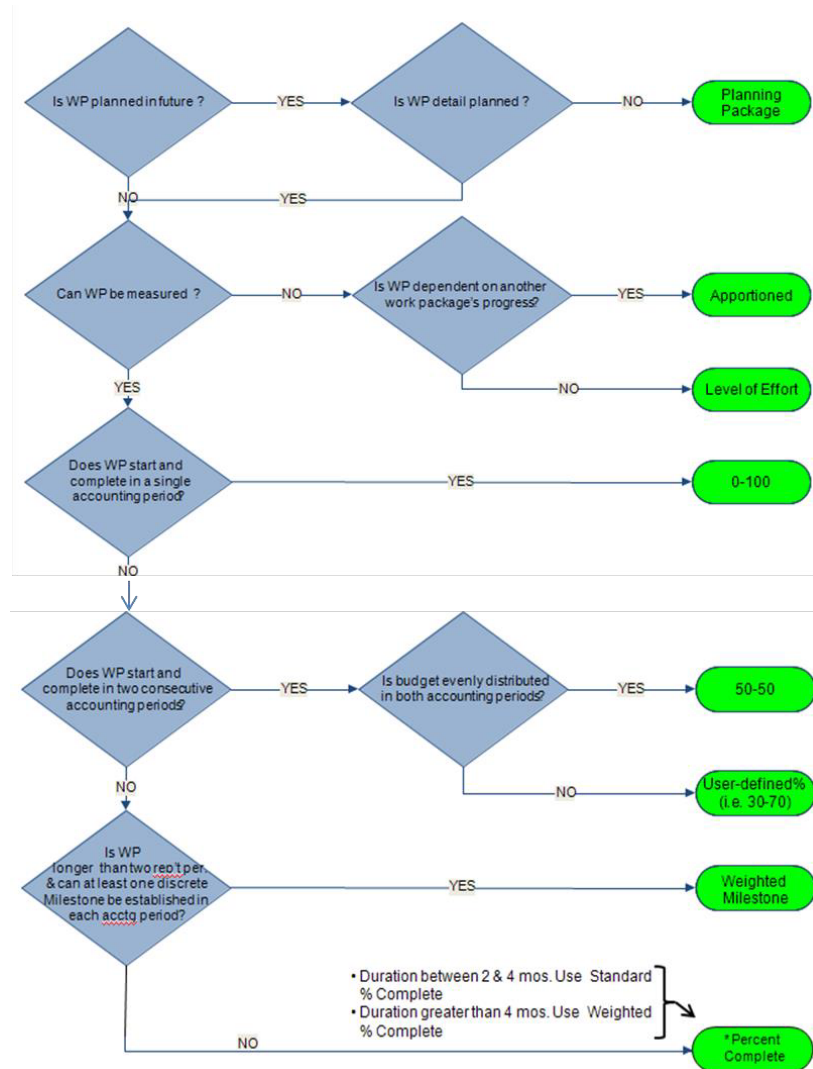 Is WP planned in future ?
YES
Is WP detail planned ?
NO
Planning
Package
NO
YES
Can WP be measured ?
NO
Is WP dependent on another
work package's progress?
YES
Apportioned
YES
NO
Level of Effort
Does WP start and
complete in a single
accounting period?
YES
0-100
NO
Does WP start and
complete in two consecutive
accounting periods?
YES
Is budget evenly distributed
in both accounting periods?
YES
50-50
NO
NO
User-defined%
(i.e. 30-70)
Is WP
longer than two rep't per.
& can at least one discrete
Milestone be established in
each acctg period?
YES
Weighted
Milestone
• Duration between 2 & 4 mos. Use Standard
% Complete
• Duration greater than 4 mos. Use Weighted
% Complete
NO
*Percent
Complete